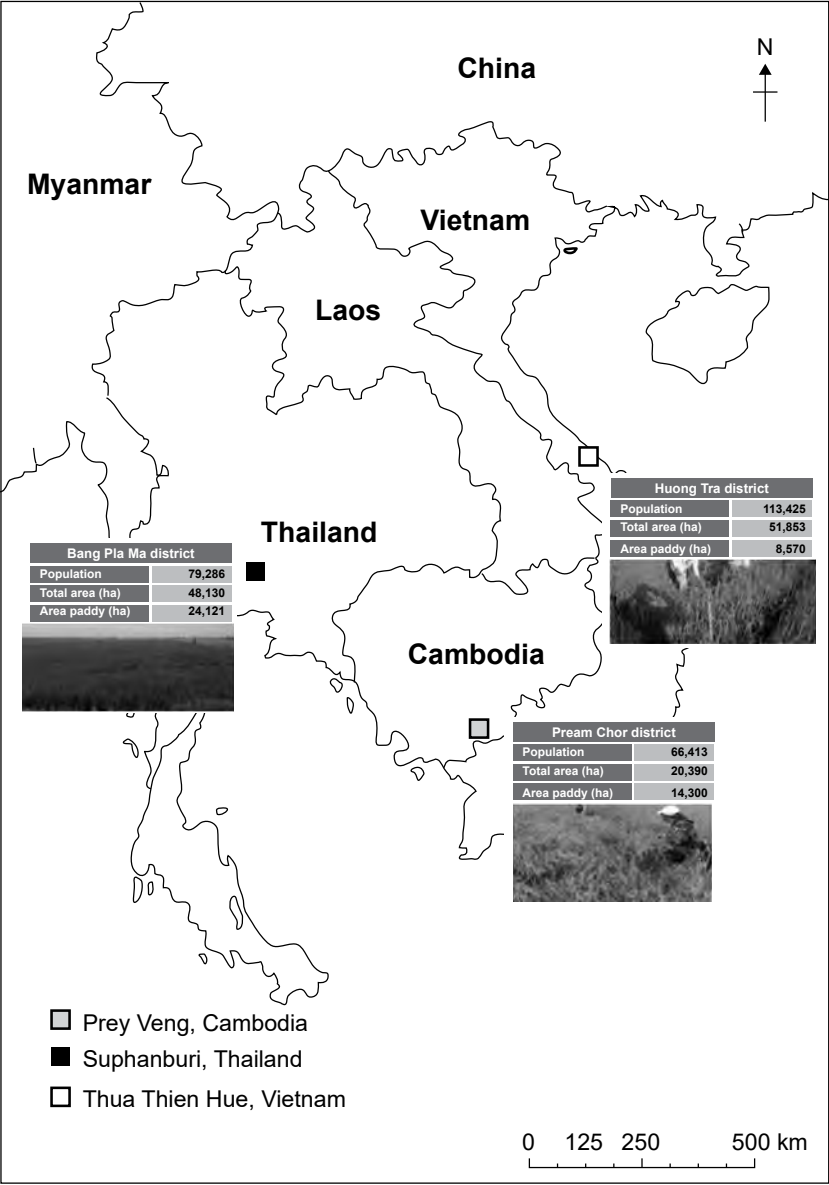 China
N
Myanmar
Vietnam
Laos
Huong Tra district
Population 113,425
Total area (ha) 51,853
Area paddy (ha) 8,570
Thailand
Bang Pla Ma district
Population 79,286
Total area (ha) 48,130
Area paddy (ha) 24,121
Cambodia
Pream Chor district
Population 66,413
Total area (ha) 20,390
Area paddy (ha) 14,300
Prey Veng, Cambodia
Suphanburi, Thailand
Thua Thien Hue, Vietnam
0 125 250 500 km